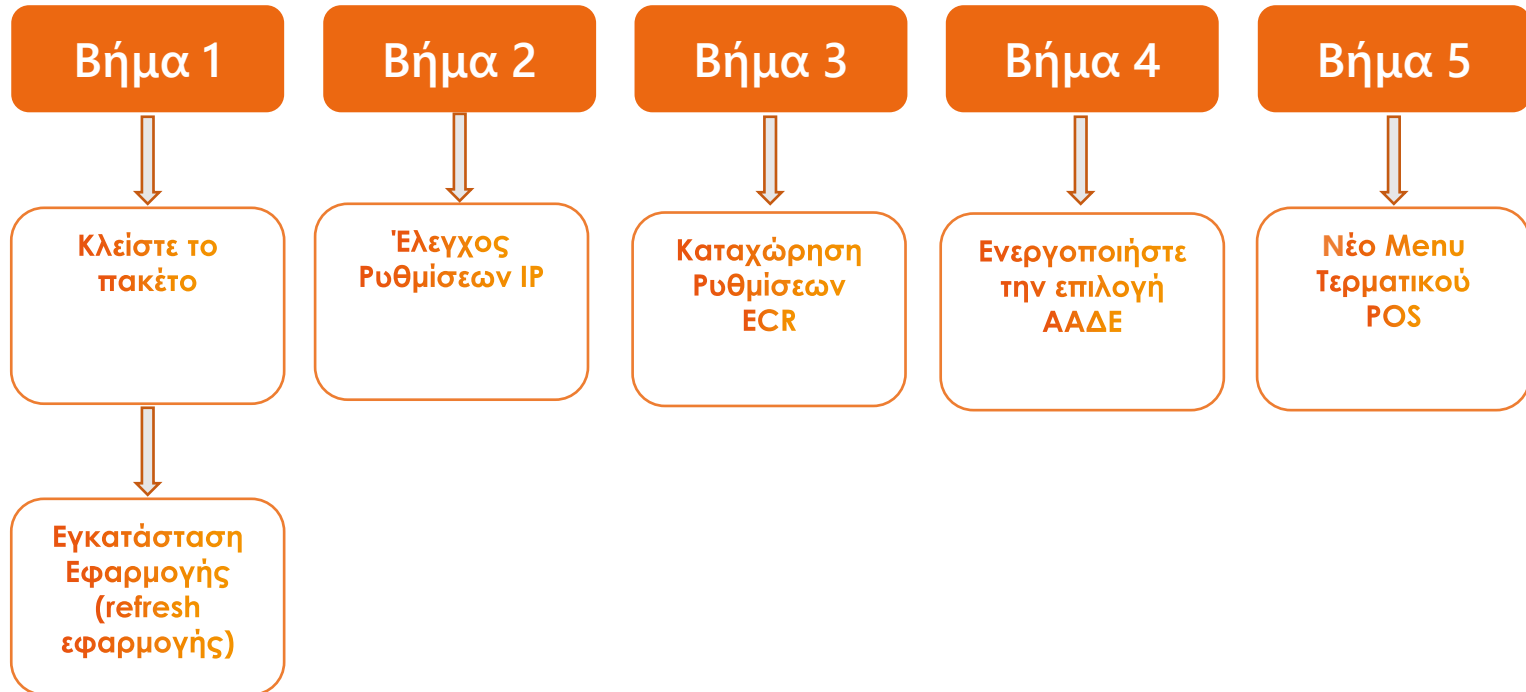 Βήμα 1
Βήμα 2
Βήμα 3
Βήμα 4
Βήμα 5
Κλείστε το
πακέτο
Έλεγχος
Ρυθμίσεων IP
Καταχώρηση
Ρυθμίσεων
ECR
Ενεργοποιήστε
την επιλογή
ΑΑΔΕ
Νέο Menu
Τερματικού
POS
Εγκατάσταση
Εφαρμογής
(refresh
εφαρμογής)